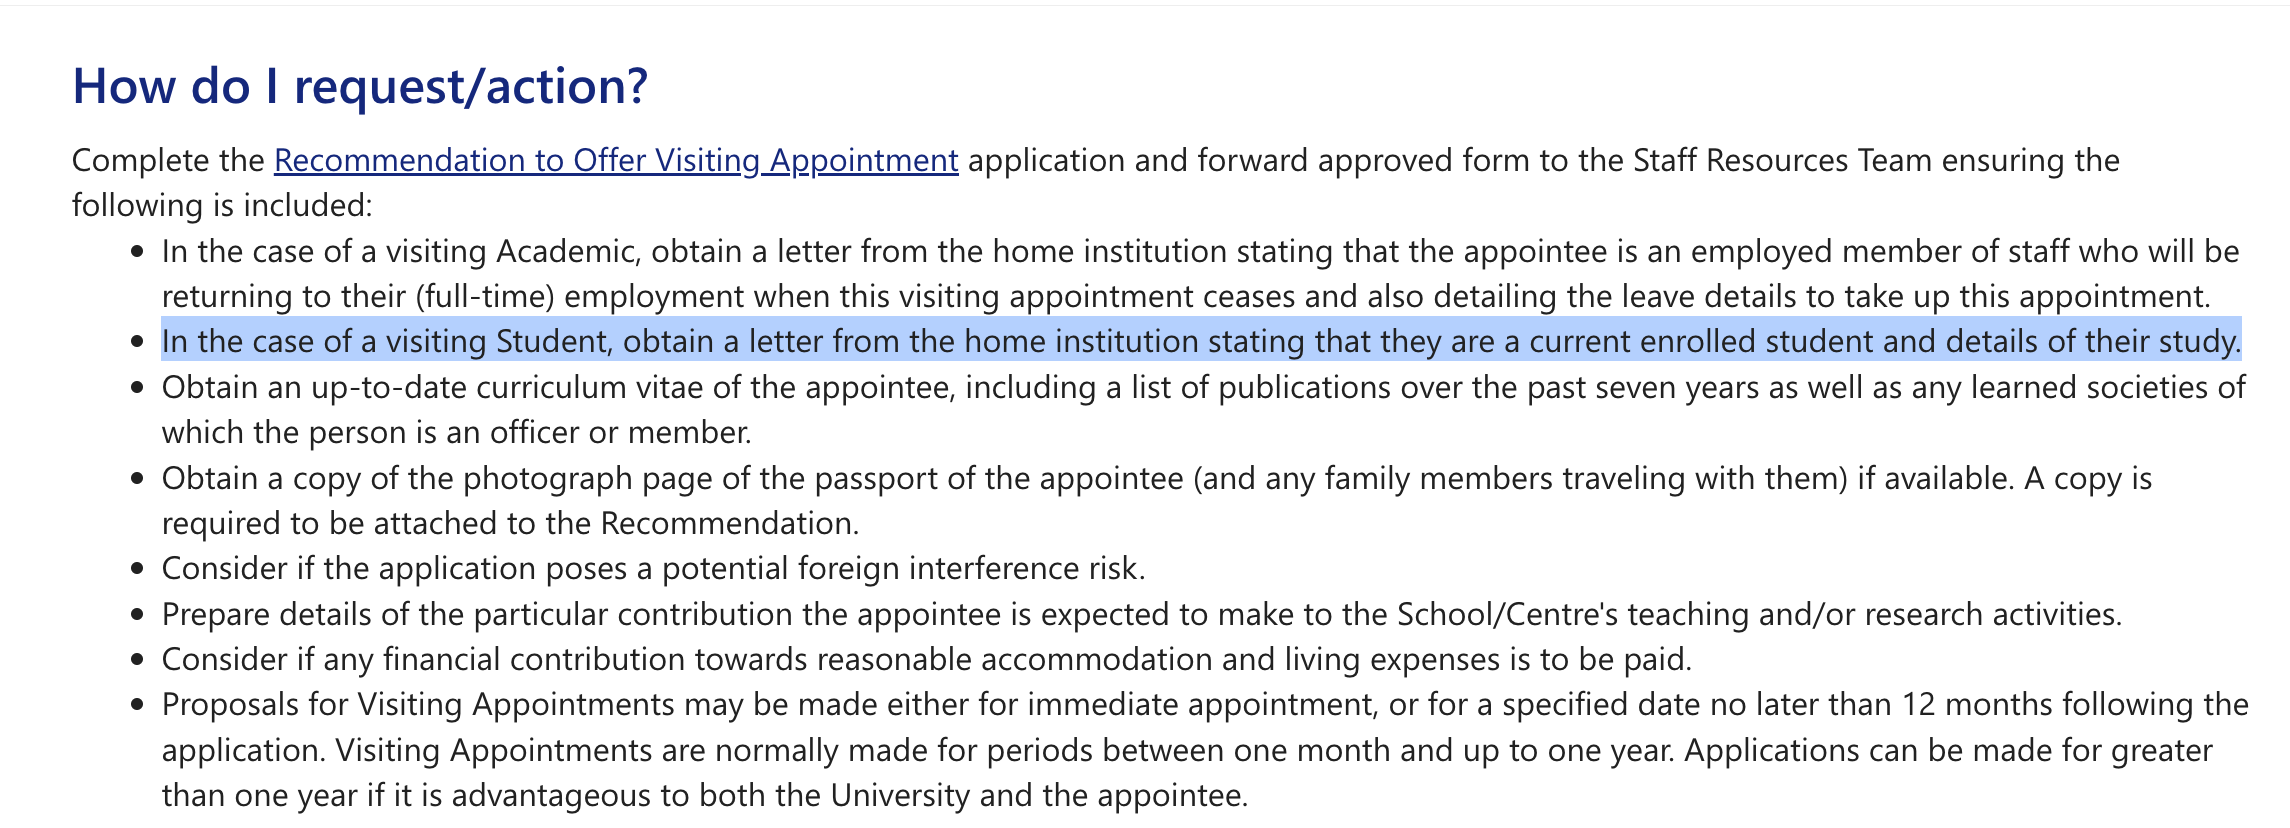 How do I request/action?
Complete the Recommendation to Offer Visiting Appointment application and forward approved form to the Staff Resources Team ensuring the
following is included:
• In the case of a visiting Academic, obtain a letter from the home institution stating that the appointee is an employed member of staff who will be
returning to their (full-time) employment when this visiting appointment ceases and also detailing the leave details to take up this appointment.
• In the case of a visiting Student, obtain a letter from the home institution stating that they are a current enrolled student and details of their study.
• Obtain an up-to-date curriculum vitae of the appointee, including a list of publications over the past seven years as well as any learned societies of
which the person is an officer or member.
• Obtain a copy of the photograph page of the passport of the appointee (and any family members traveling with them) if available. A copy is
required to be attached to the Recommendation.
• Consider if the application poses a potential foreign interference risk.
• Prepare details of the particular contribution the appointee is expected to make to the School/Centre's teaching and/or research activities.
• Consider if any financial contribution towards reasonable accommodation and living expenses is to be paid.
• Proposals for Visiting Appointments may be made either for immediate appointment, or for a specified date no later than 12 months following the
application. Visiting Appointments are normally made for periods between one month and up to one year. Applications can be made for greater
than one year if it is advantageous to both the University and the appointee.